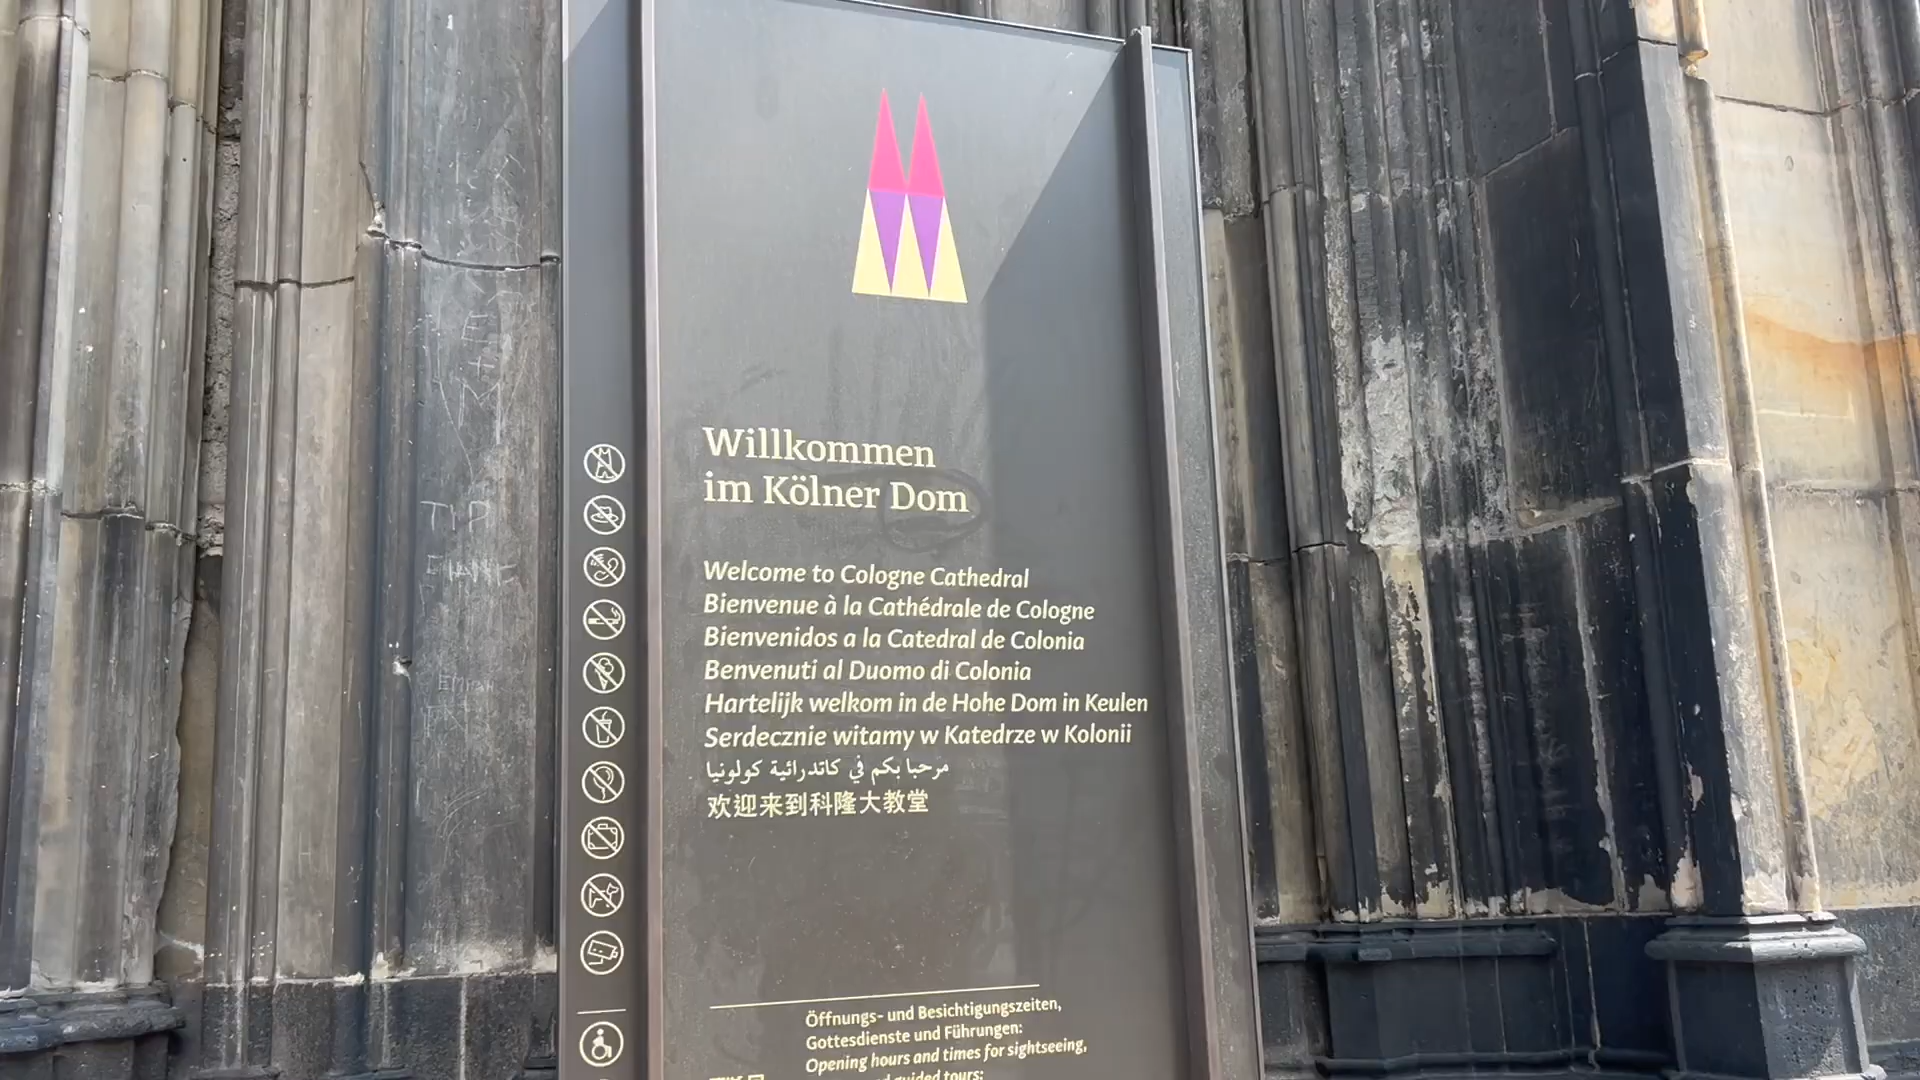 Willkommen
im Kölner Dom
Welcome to Cologne Cathedral
Bienvenue à la Cathédrale de Cologne
Bienvenidos a la Catedral de Colonia
Benvenuti al Duomo di Colonia
Hartelijk welkom in de Hohe Dom in Keulen
Serdecznie witamy w Katedrze w Kolonii
مرحبا بكم في كاتدرائية كولونيا
欢迎来到科隆大教堂
Öffnungs- und Besichtigungszeiten,
Gottesdienste und Führungen:
Opening hours and times for sightseeing,
guided tours: